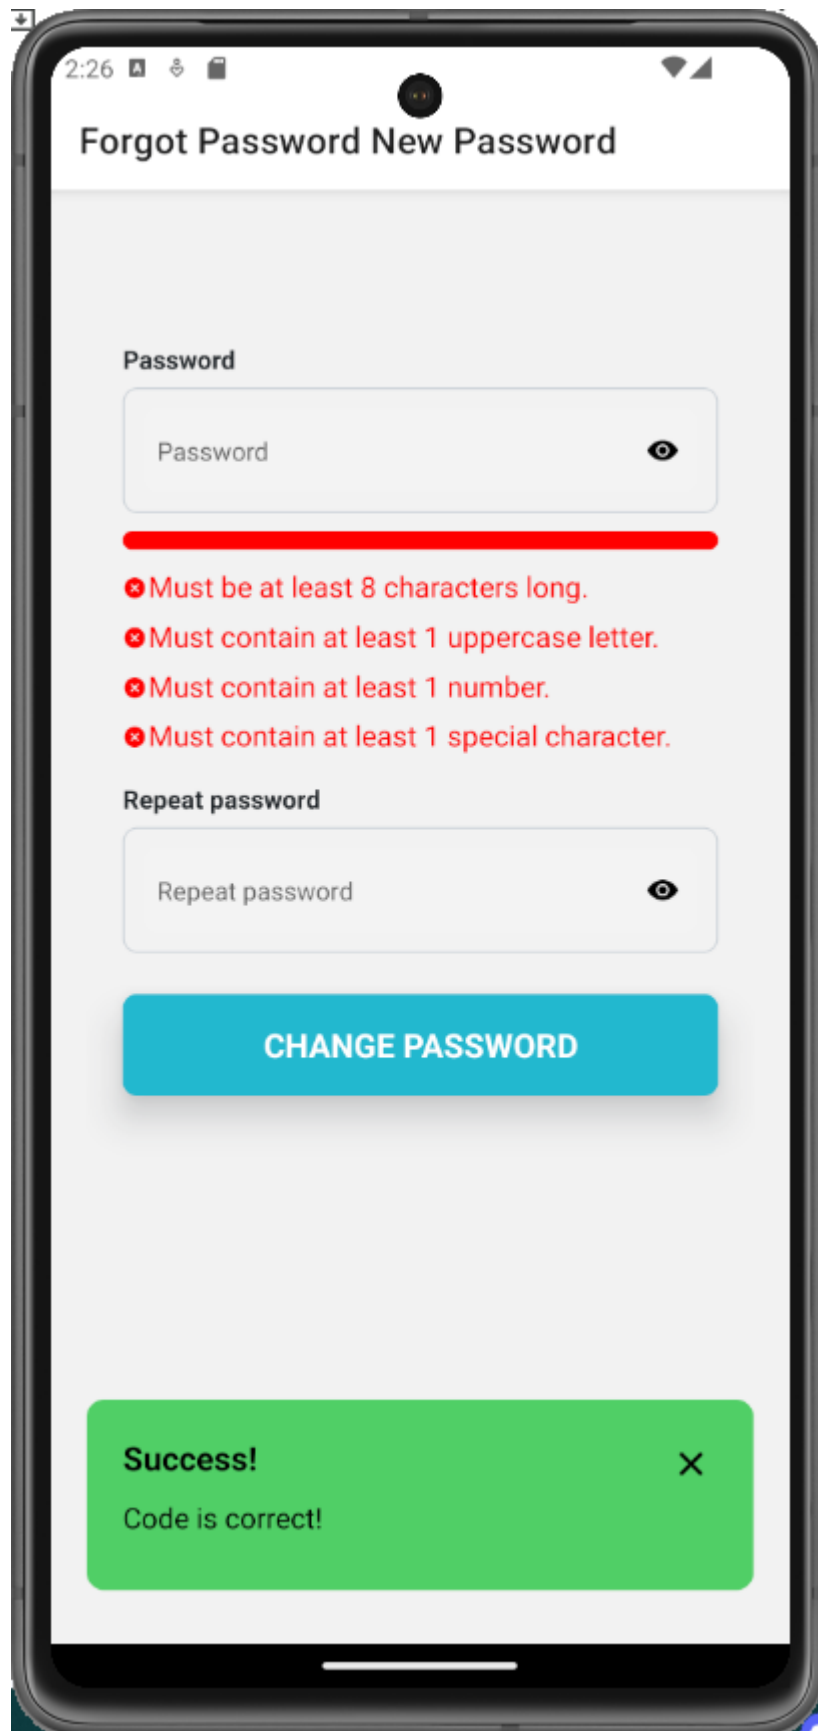 2:26
Forgot Password New Password
Password
Password
Must be at least 8 characters long.
Must contain at least 1 uppercase letter.
Must contain at least 1 number.
Must contain at least 1 special character.
Repeat password
Repeat password
CHANGE PASSWORD
Success!
Code is correct!